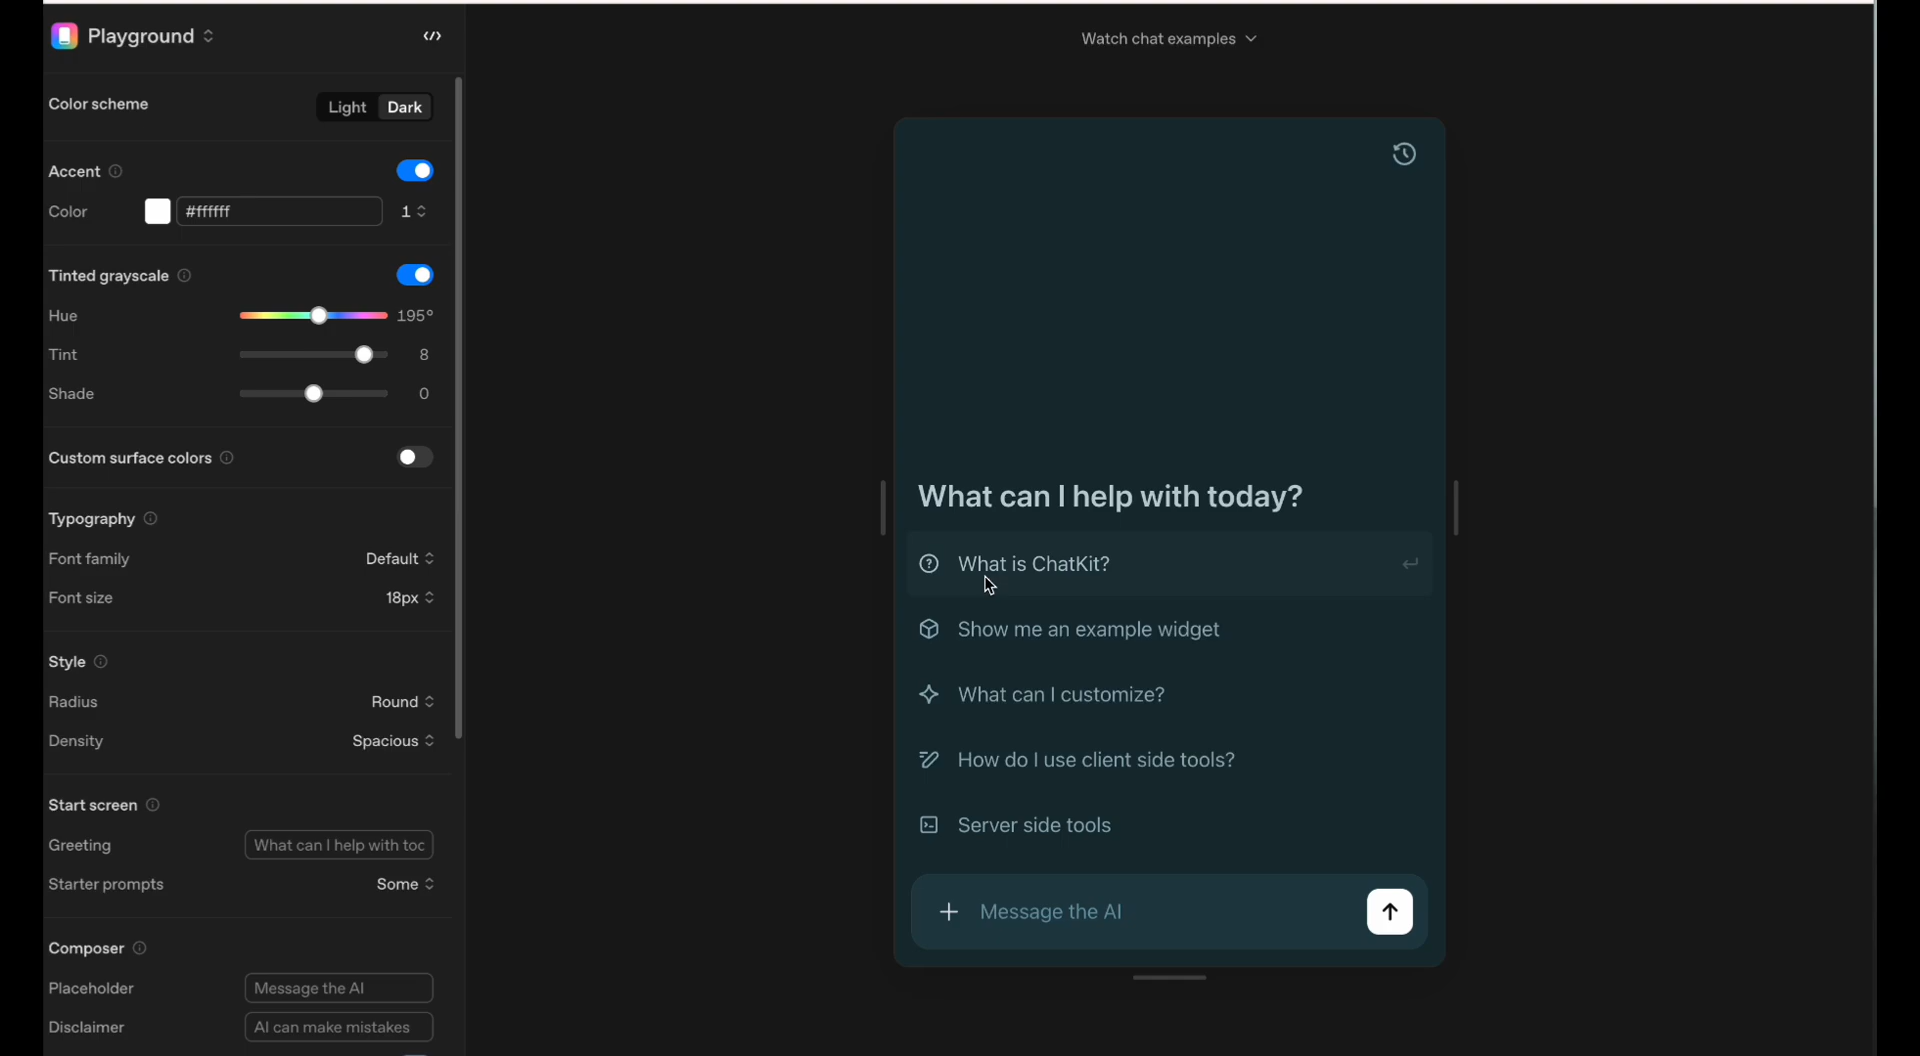 Playground
Watch chat examples
Color scheme
Light Dark
Accent
Color #ffffff 1
Tinted grayscale
Hue 195°
Tint 8
Shade 0
Custom surface colors
Typography
Font family Default
Font size 18px
Style
Radius Round
Density Spacious
Start screen
Greeting What can I help with toc
Starter prompts Some
Composer
Placeholder Message the AI
Disclaimer AI can make mistakes
What can I help with today?
What is ChatKit?
Show me an example widget
What can I customize?
How do I use client side tools?
Server side tools
Message the AI